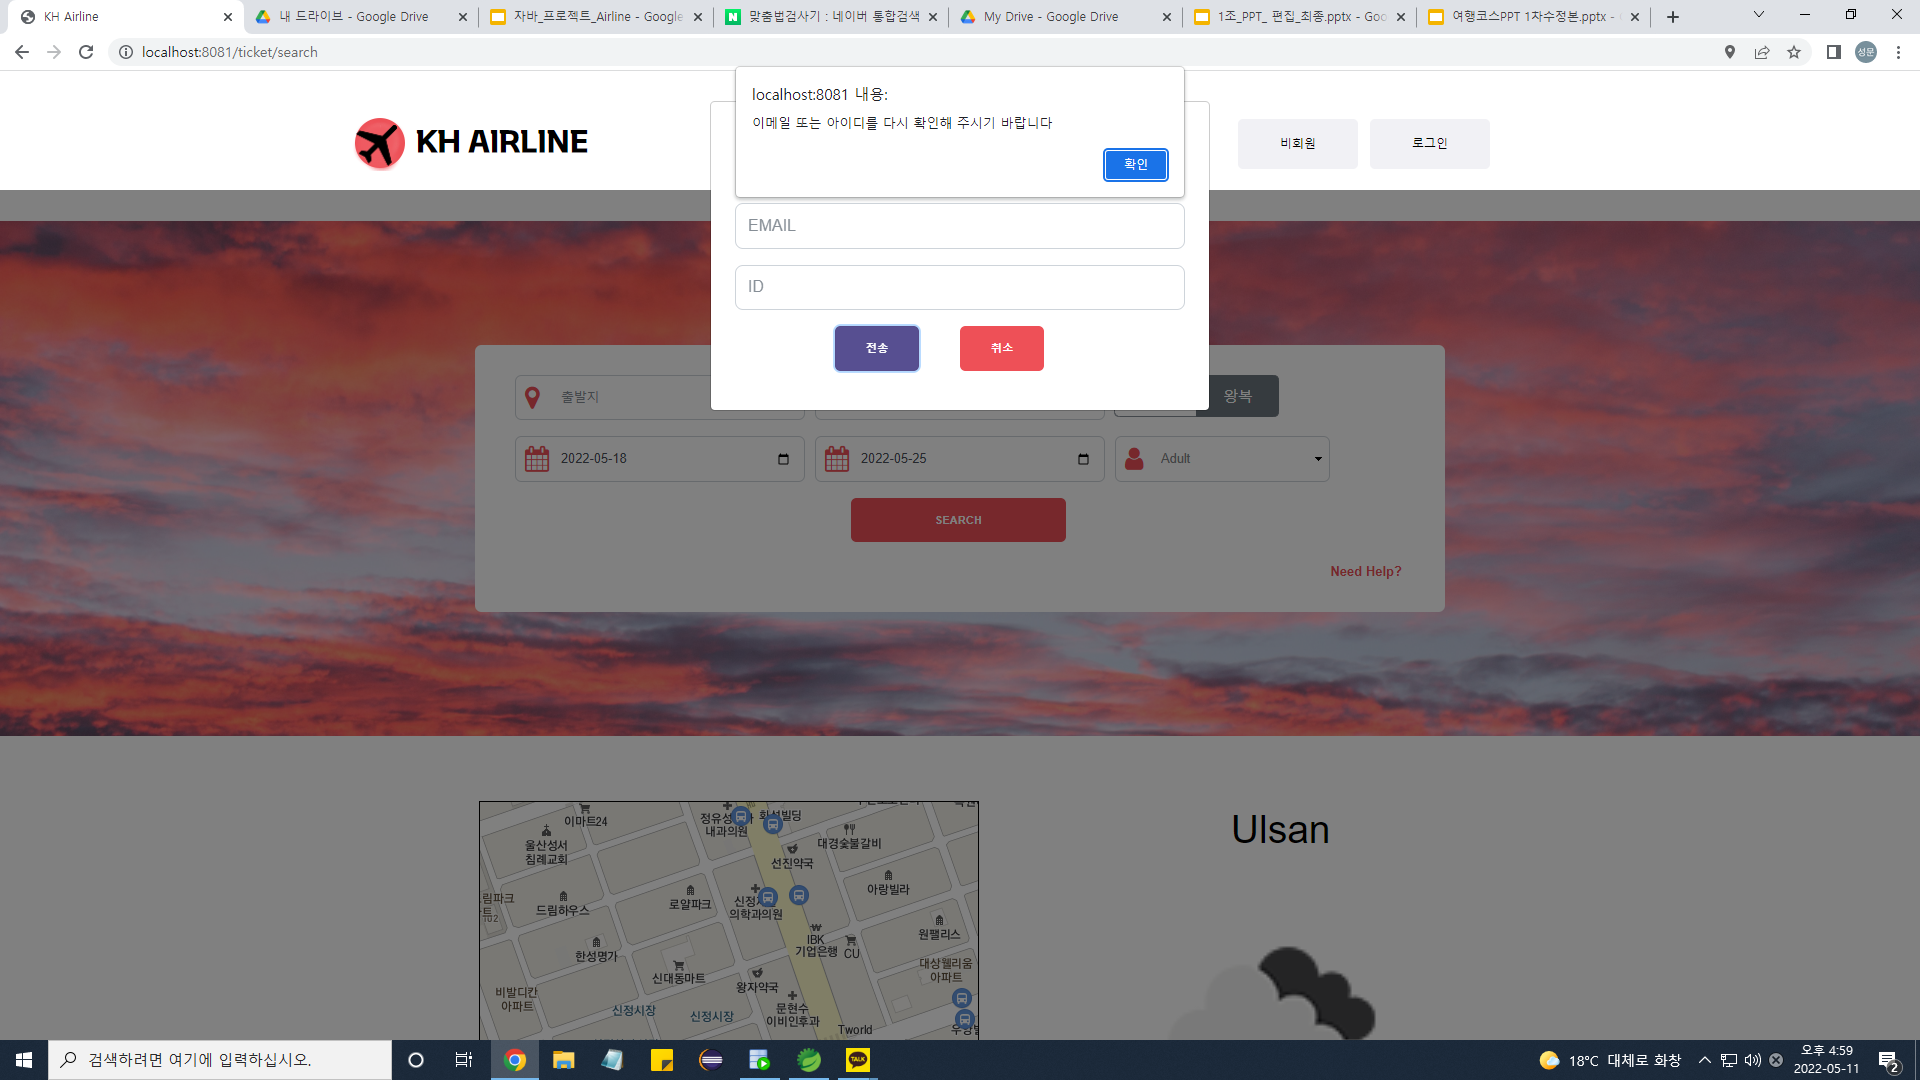 KH Airline
내 드라이브 - Google Drive
자바_프로젝트_Airline - Google
맞춤법검사기 : 네이버 통합검색
My Drive - Google Drive
1조_PPT_ 편집_최종.pptx - Goo
여행코스PPT 1차수정본.pptx -
localhost:8081/ticket/search
성문
localhost:8081 내용:
이메일 또는 아이디를 다시 확인해 주시기 바랍니다
확인
KH AIRLINE
비회원
로그인
EMAIL
ID
전송
취소
출발지
왕복
2022-05-18
2022-05-25
Adult
SEARCH
Need Help?
Ulsan
이마트24
정유성
내과의원
화성빌딩
울산성서
침례교회
대경숯불갈비
선진약국
아랑빌라
드림하우스
로얄파크
신정
의학과의원
원팰리스
IBK
기업은행
CU
한성명가
신대동마트
왕자약국
대상웰리움
아파트
비발디칸
아파트
신정시장
신정시장
문현수
이비인후과
Tworld
검색하려면 여기에 입력하십시오.
TALK
18°C 대체로 화창
오후 4:59
2022-05-11
2